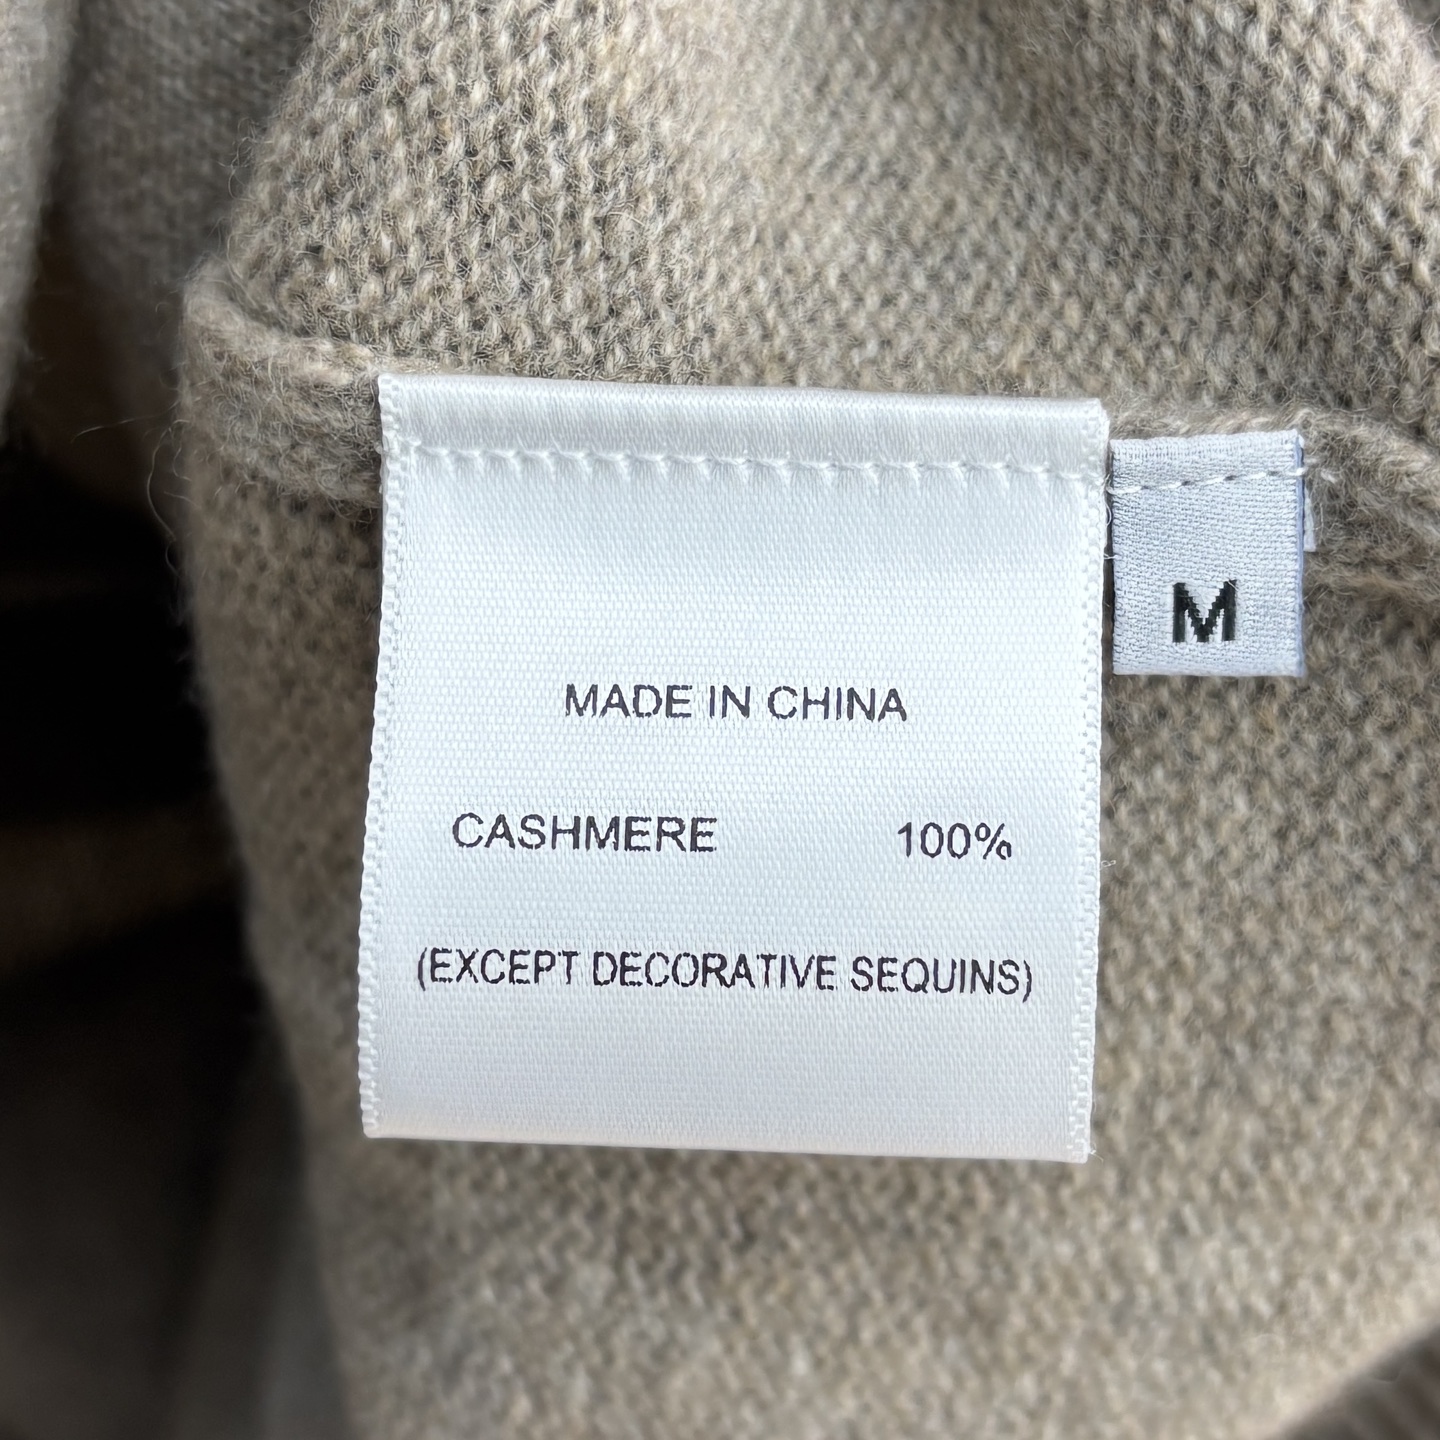 M
MADE IN CHINA
CASHMERE 100%
(EXCEPT DECORATIVE SEQUINS)